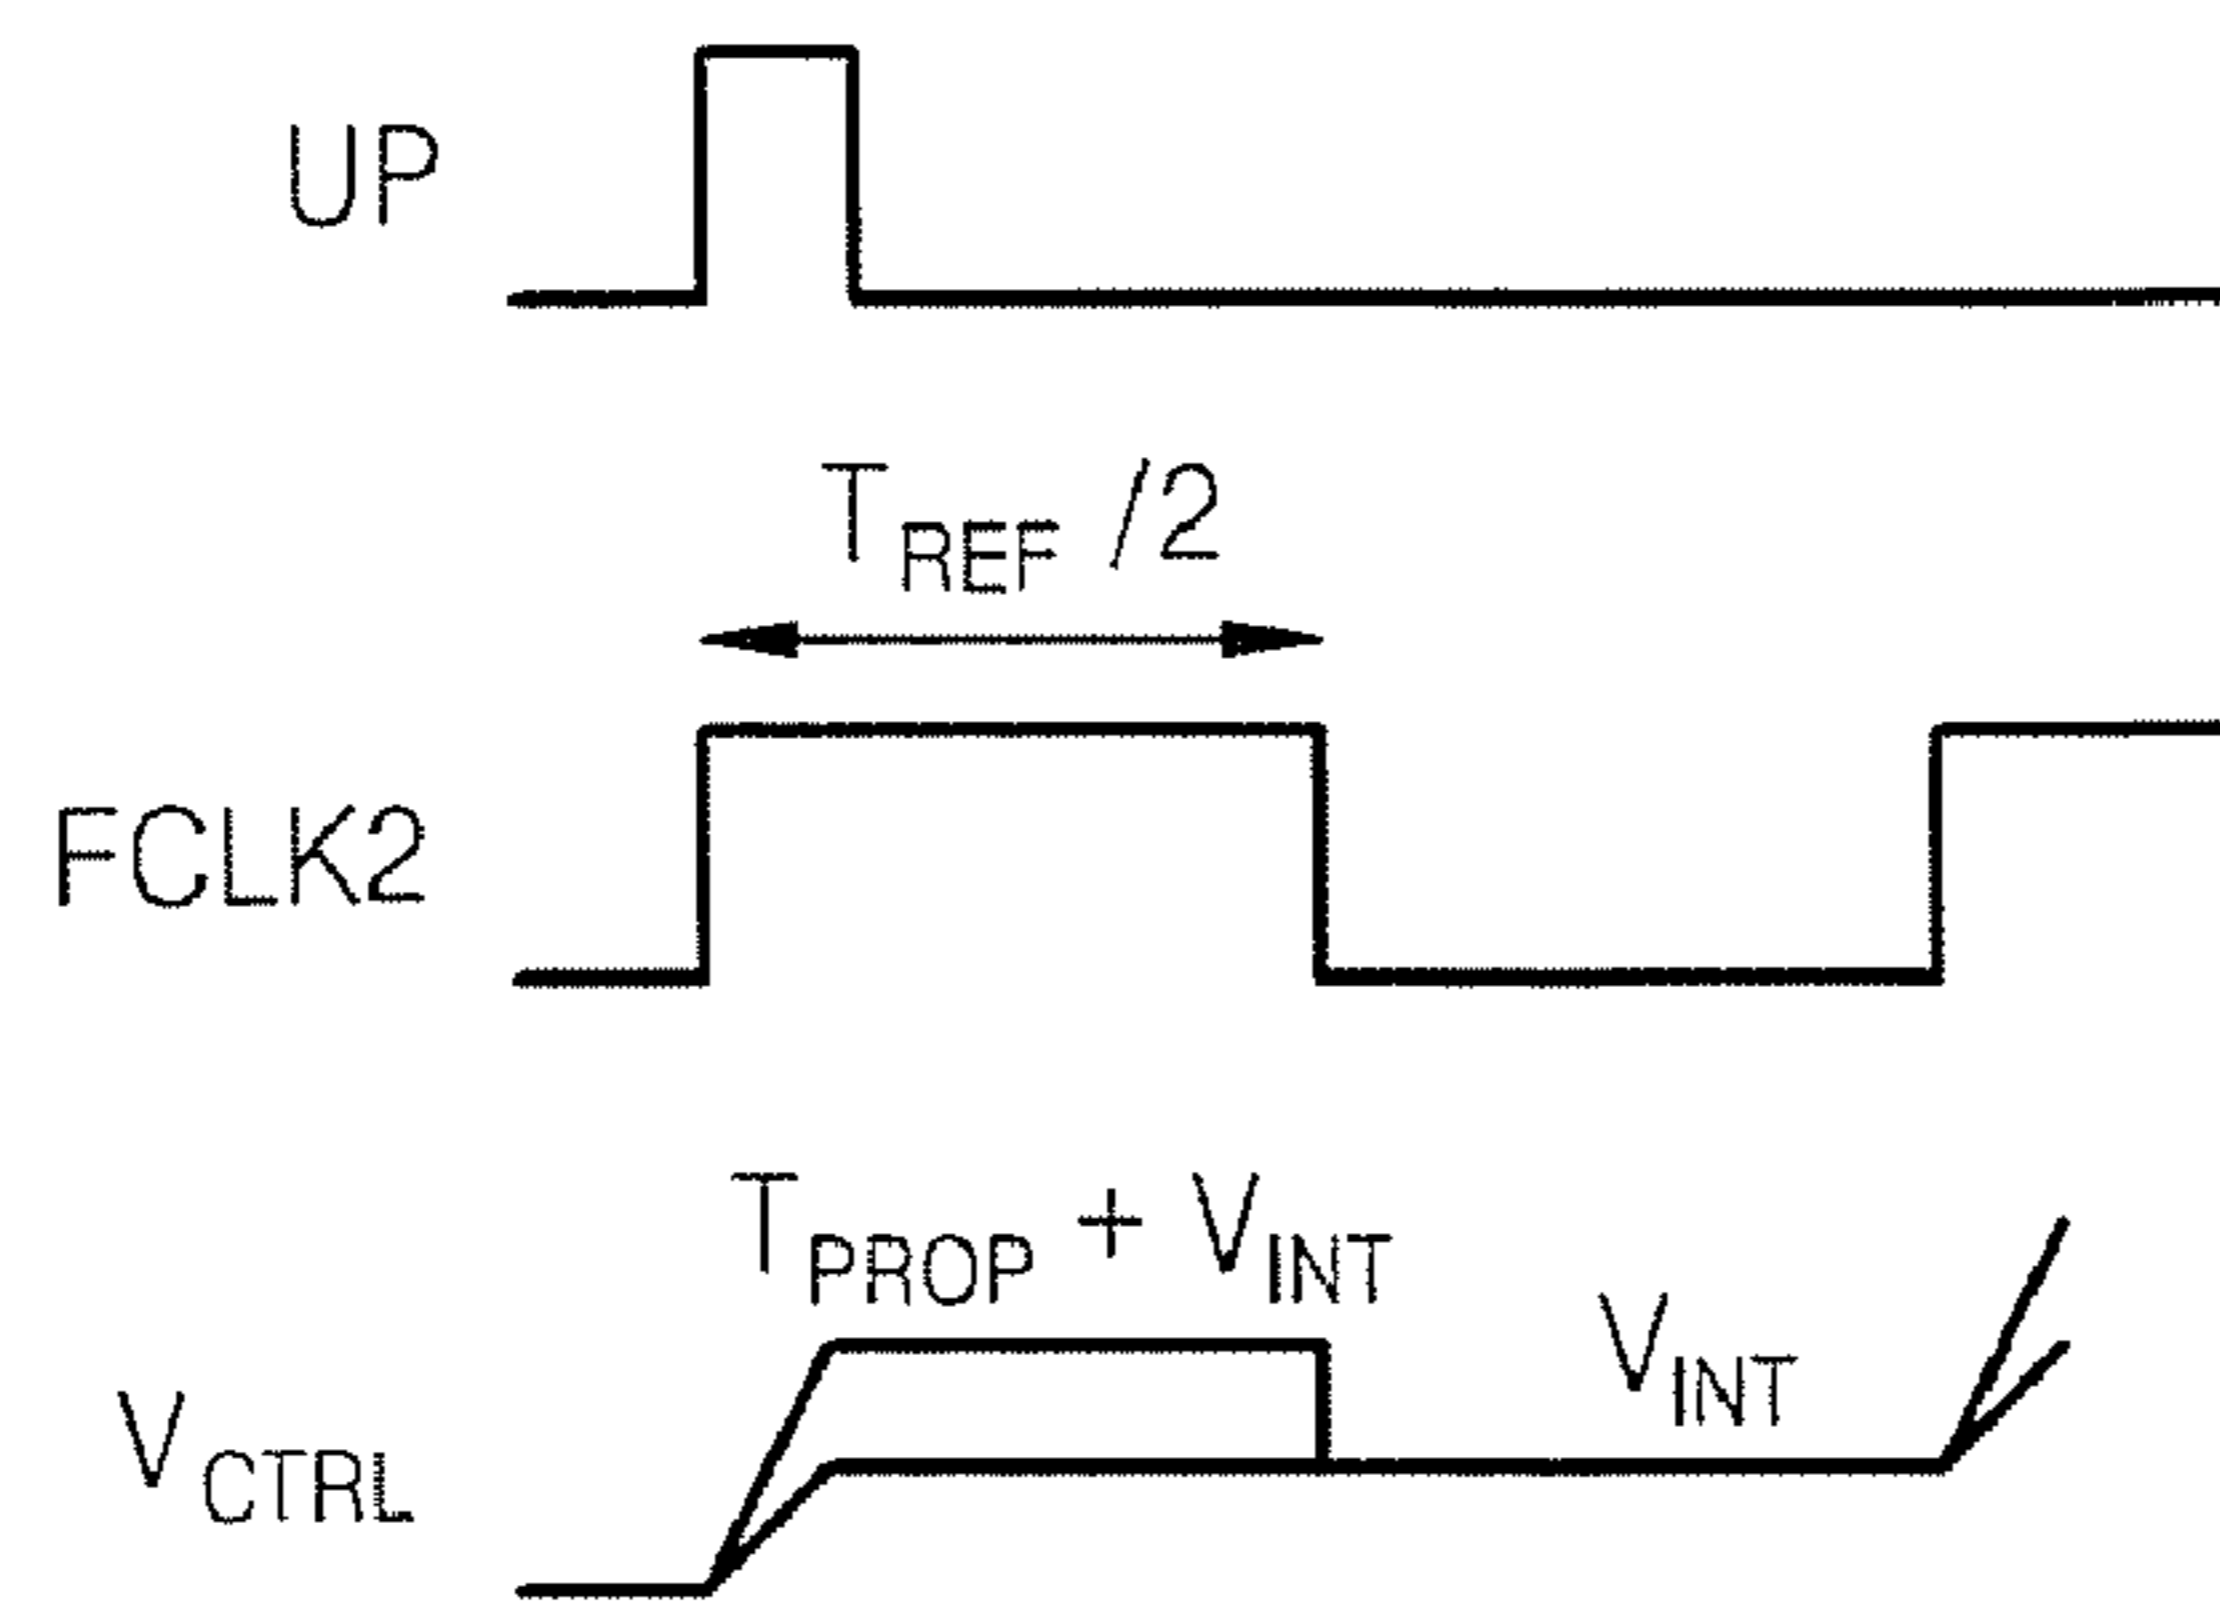 UP
T_REF /2
FCLK2
T_PROP + V_INT
V_INT
V_CTRL